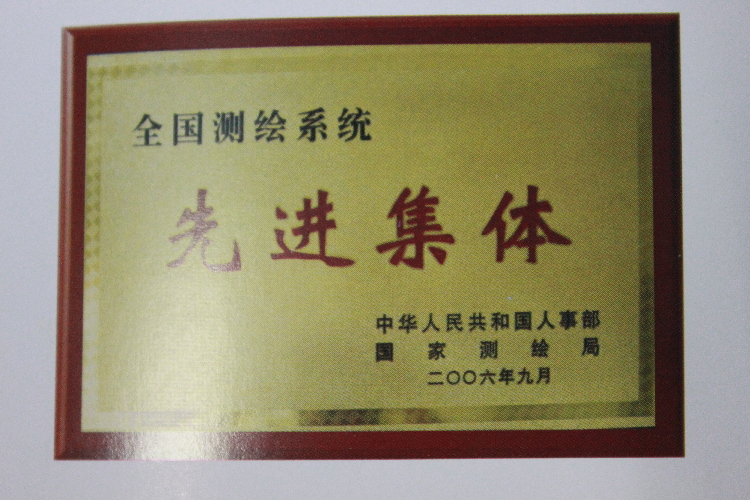 全国测绘系统
先进集体
中华人民共和国人事部
国家测绘局
二〇〇六年九月